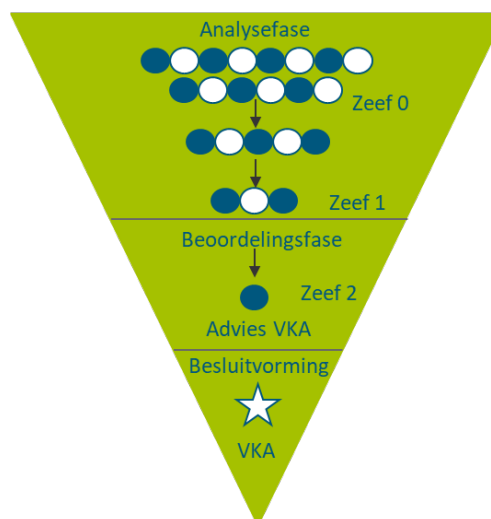 Analysefase
Zeef 0
Zeef 1
Beoordelingsfase
Zeef 2
Advies VKA
Besluitvorming
VKA